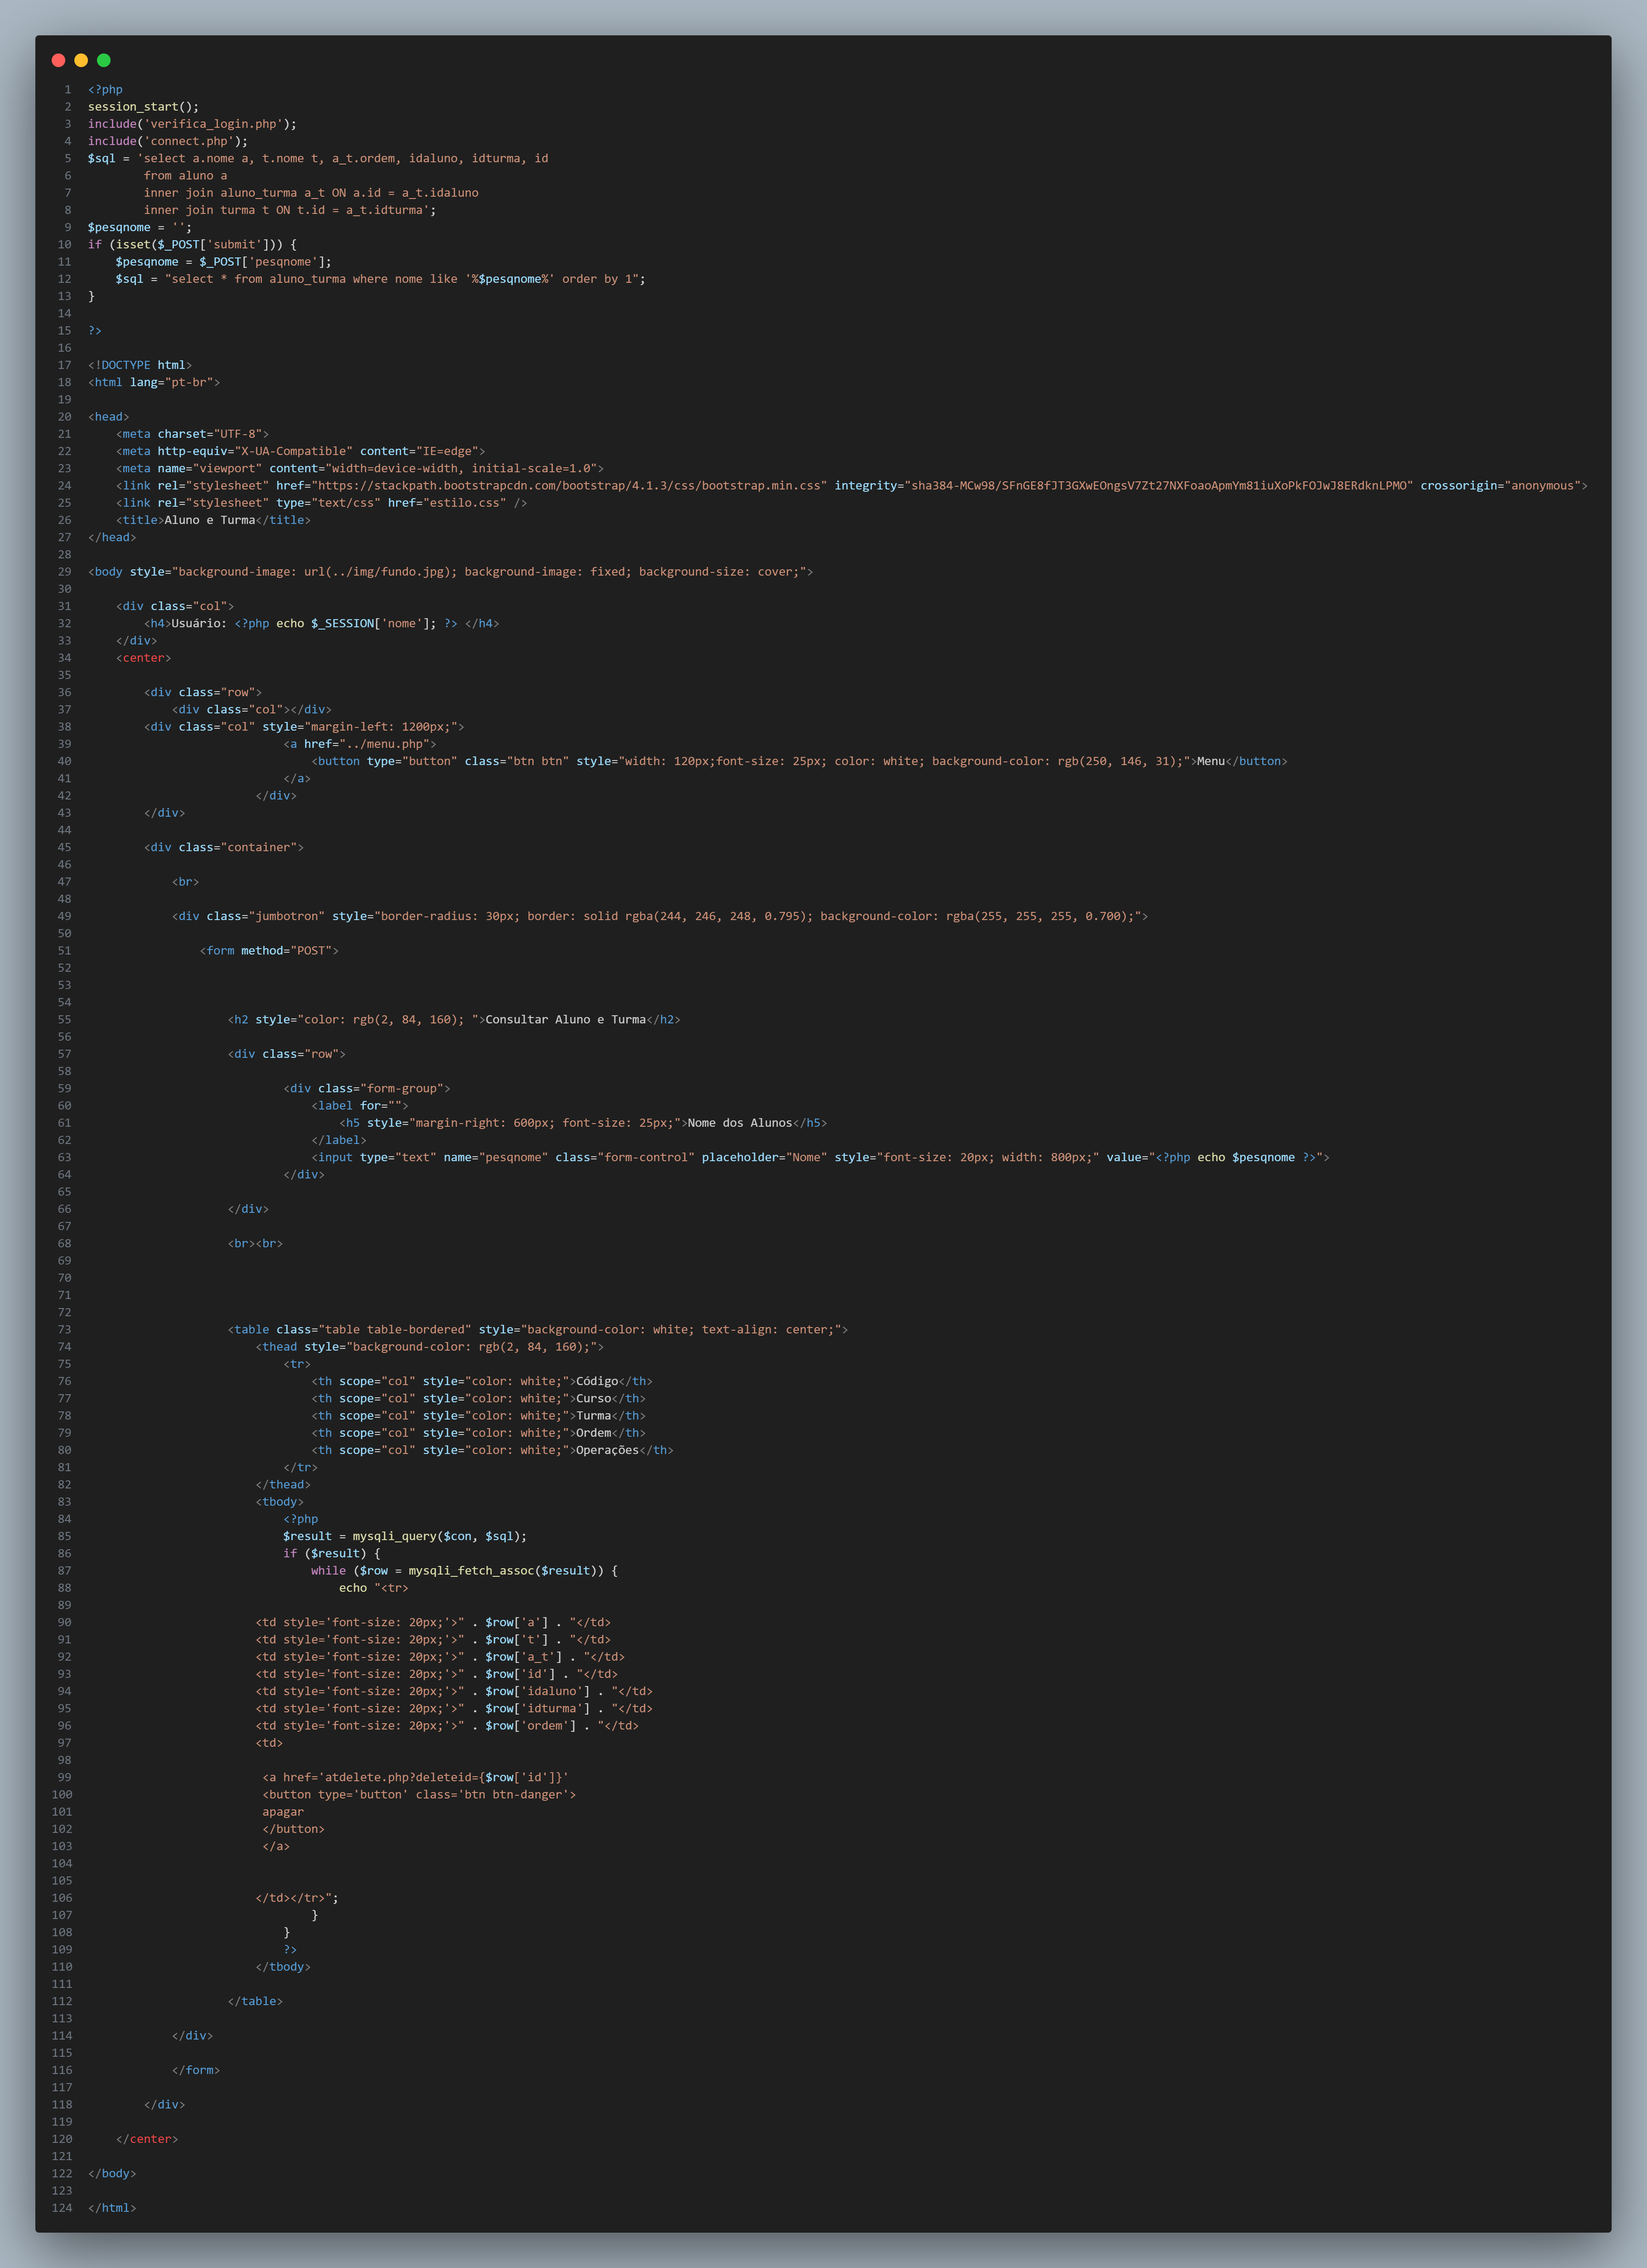 1 <?php
2 session_start();
3 include('verifica_login.php');
4 include('connect.php');
5 $sql = 'select a.nome a, t.nome t, a_t.ordem, idaluno, idturma, id
6         from aluno a
7         inner join aluno_turma a_t ON a.id = a_t.idaluno
8         inner join turma t ON t.id = a_t.idturma';
9 $pesqnome = '';
10 if (isset($_POST['submit'])) {
11     $pesqnome = $_POST['pesqnome'];
12     $sql = "select * from aluno_turma where nome like '%$pesqnome%' order by 1";
13 }
14
15 ?>
16
17 <!DOCTYPE html>
18 <html lang="pt-br">
19
20 <head>
21     <meta charset="UTF-8">
22     <meta http-equiv="X-UA-Compatible" content="IE=edge">
23     <meta name="viewport" content="width=device-width, initial-scale=1.0">
24     <link rel="stylesheet" href="https://stackpath.bootstrapcdn.com/bootstrap/4.1.3/css/bootstrap.min.css" integrity="sha384-MCw98/SFnGE8fJT3GXwEOngsV7Zt27NXFoaoApmYm81iuXoPkFOJwJ8ERdknLPMO" crossorigin="anonymous">
25     <link rel="stylesheet" type="text/css" href="estilo.css" />
26     <title>Aluno e Turma</title>
27 </head>
28
29 <body style="background-image: url(../img/fundo.jpg); background-image: fixed; background-size: cover;">
30
31     <div class="col">
32         <h4>Usuário: <?php echo $_SESSION['nome']; ?> </h4>
33     </div>
34     <center>
35
36         <div class="row">
37             <div class="col"></div>
38         <div class="col" style="margin-left: 1200px;">
39                             <a href="../menu.php">
40                                 <button type="button" class="btn btn" style="width: 120px;font-size: 25px; color: white; background-color: rgb(250, 146, 31);">Menu</button>
41                             </a>
42                         </div>
43         </div>
44
45         <div class="container">
46
47             <br>
48
49             <div class="jumbotron" style="border-radius: 30px; border: solid rgba(244, 246, 248, 0.795); background-color: rgba(255, 255, 255, 0.700);">
50
51                 <form method="POST">
52
53
54
55                     <h2 style="color: rgb(2, 84, 160); ">Consultar Aluno e Turma</h2>
56
57                     <div class="row">
58
59                             <div class="form-group">
60                                 <label for="">
61                                     <h5 style="margin-right: 600px; font-size: 25px;">Nome dos Alunos</h5>
62                                 </label>
63                                 <input type="text" name="pesqnome" class="form-control" placeholder="Nome" style="font-size: 20px; width: 800px;" value="<?php echo $pesqnome ?>">
64                             </div>
65
66                     </div>
67
68                     <br><br>
69
70
71
72
73                     <table class="table table-bordered" style="background-color: white; text-align: center;">
74                         <thead style="background-color: rgb(2, 84, 160);">
75                             <tr>
76                                 <th scope="col" style="color: white;">Código</th>
77                                 <th scope="col" style="color: white;">Curso</th>
78                                 <th scope="col" style="color: white;">Turma</th>
79                                 <th scope="col" style="color: white;">Ordem</th>
80                                 <th scope="col" style="color: white;">Operações</th>
81                             </tr>
82                         </thead>
83                         <tbody>
84                             <?php
85                             $result = mysqli_query($con, $sql);
86                             if ($result) {
87                                 while ($row = mysqli_fetch_assoc($result)) {
88                                     echo "<tr>
89
90                         <td style='font-size: 20px;'>" . $row['a'] . "</td>
91                         <td style='font-size: 20px;'>" . $row['t'] . "</td>
92                         <td style='font-size: 20px;'>" . $row['a_t'] . "</td>
93                         <td style='font-size: 20px;'>" . $row['id'] . "</td>
94                         <td style='font-size: 20px;'>" . $row['idaluno'] . "</td>
95                         <td style='font-size: 20px;'>" . $row['idturma'] . "</td>
96                         <td style='font-size: 20px;'>" . $row['ordem'] . "</td>
97                         <td>
98
99                          <a href='atdelete.php?deleteid={$row['id']}'
100                          <button type='button' class='btn btn-danger'>
101                          apagar
102                          </button>
103                          </a>
104
105
106                         </td></tr>";
107                                 }
108                             }
109                             ?>
110                         </tbody>
111
112                     </table>
113
114             </div>
115
116             </form>
117
118         </div>
119
120     </center>
121
122 </body>
123
124 </html>